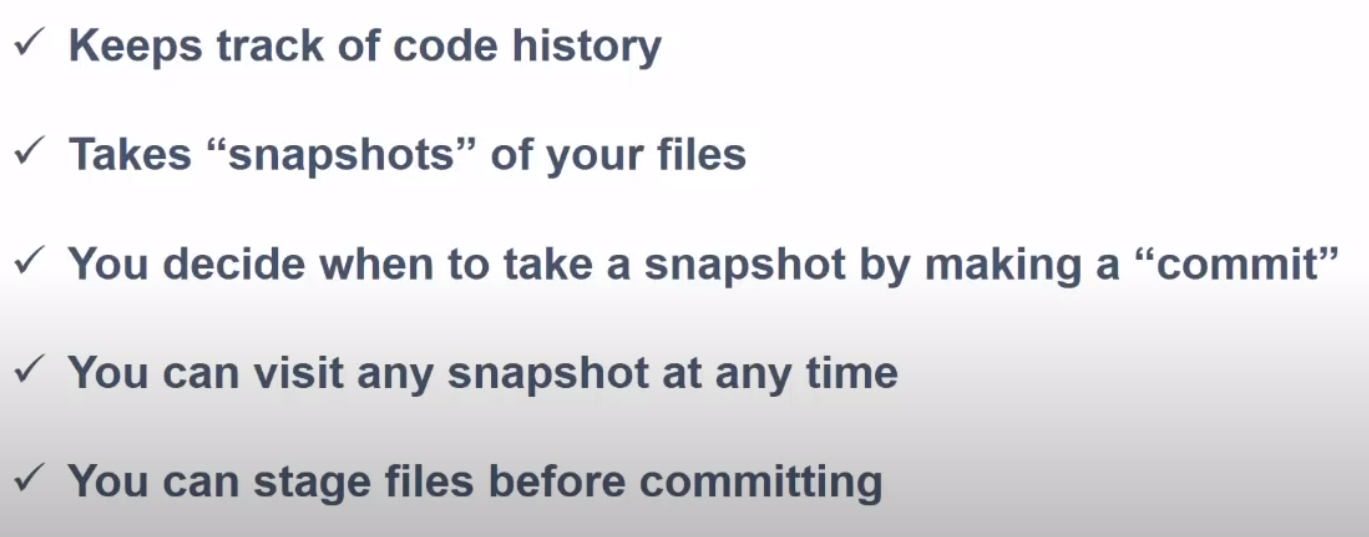 ✓ Keeps track of code history
✓ Takes “snapshots” of your files
✓ You decide when to take a snapshot by making a “commit”
✓ You can visit any snapshot at any time
✓ You can stage files before committing